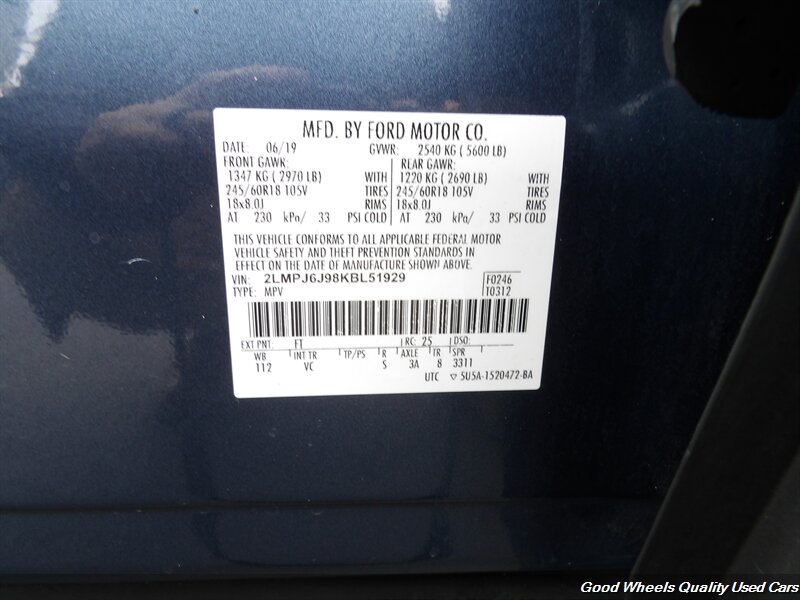 MFD. BY FORD MOTOR CO.
DATE: 06/19 GVWR: 2540 KG ( 5600 LB)
FRONT GAWR: REAR GAWR:
1347 KG ( 2970 LB) WITH 1220 KG ( 2690 LB) WITH
245/60R18 105V TIRES 245/60R18 105V TIRES
18x8.0J RIMS 18x8.0J RIMS
AT 230 kPa/ 33 PSI COLD AT 230 kPa/ 33 PSI COLD
THIS VEHICLE CONFORMS TO ALL APPLICABLE FEDERAL MOTOR
VEHICLE SAFETY AND THEFT PREVENTION STANDARDS IN
EFFECT ON THE DATE OF MANUFACTURE SHOWN ABOVE.
VIN: 2LMPJ6J98KBL51929 F0246
TYPE: MPV T0312
EXT PNT: FT RC: 25 DSO:
WB INT TR TP/PS R AXLE TR SPR
112 VC S 3A 8 3311
UTC ▽ 5U5A-1520472-BA
Good Wheels Quality Used Cars